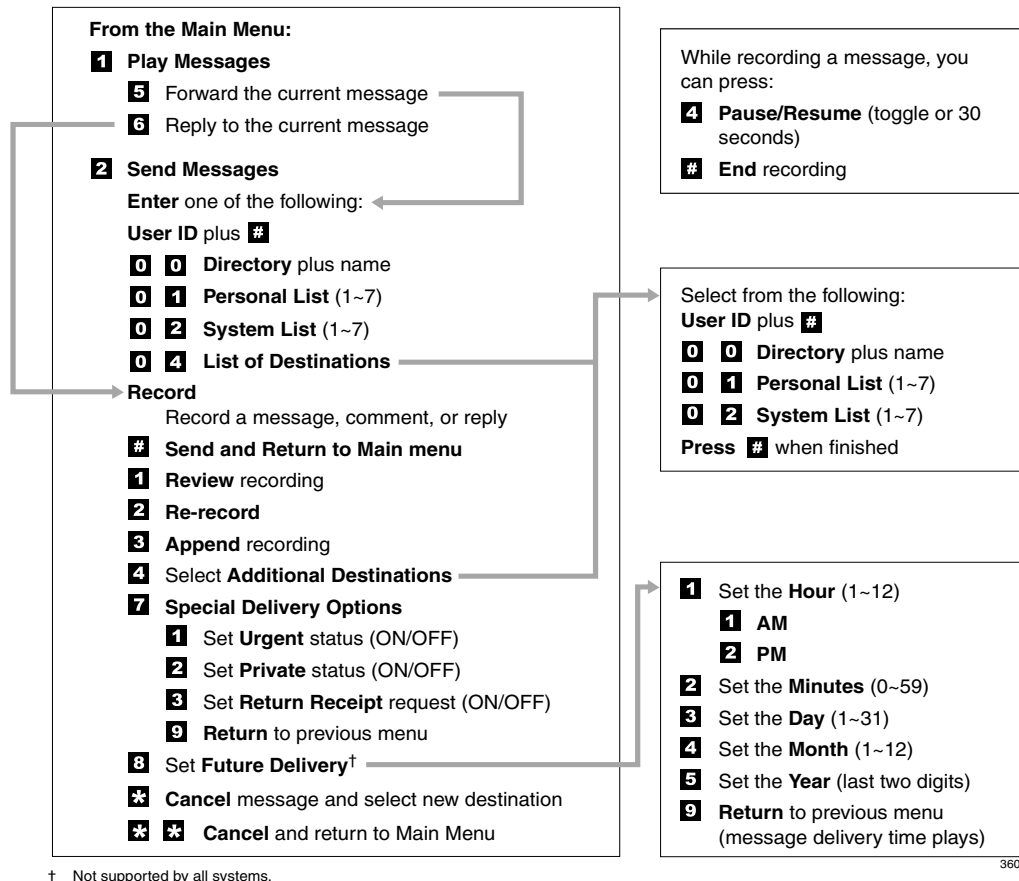 From the Main Menu:
1 Play Messages
5 Forward the current message
6 Reply to the current message
2 Send Messages
Enter one of the following:
User ID plus #
0 0 Directory plus name
0 1 Personal List (1~7)
0 2 System List (1~7)
0 4 List of Destinations
Record
Record a message, comment, or reply
# Send and Return to Main menu
1 Review recording
2 Re-record
3 Append recording
4 Select Additional Destinations
7 Special Delivery Options
1 Set Urgent status (ON/OFF)
2 Set Private status (ON/OFF)
3 Set Return Receipt request (ON/OFF)
9 Return to previous menu
8 Set Future Delivery†
* Cancel message and select new destination
* * Cancel and return to Main Menu
† Not supported by all systems.
While recording a message, you
can press:
4 Pause/Resume (toggle or 30
seconds)
# End recording
Select from the following:
User ID plus #
0 0 Directory plus name
0 1 Personal List (1~7)
0 2 System List (1~7)
Press # when finished
1 Set the Hour (1~12)
1 AM
2 PM
2 Set the Minutes (0~59)
3 Set the Day (1~31)
4 Set the Month (1~12)
5 Set the Year (last two digits)
9 Return to previous menu
(message delivery time plays)
360